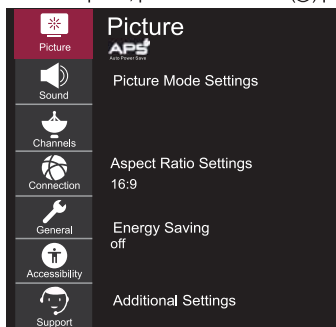 Picture
Picture
APS
Auto Power Save
Sound
Picture Mode Settings
Channels
Aspect Ratio Settings
Connection
16:9
General
Energy Saving
off
Accessibility
Additional Settings
Support